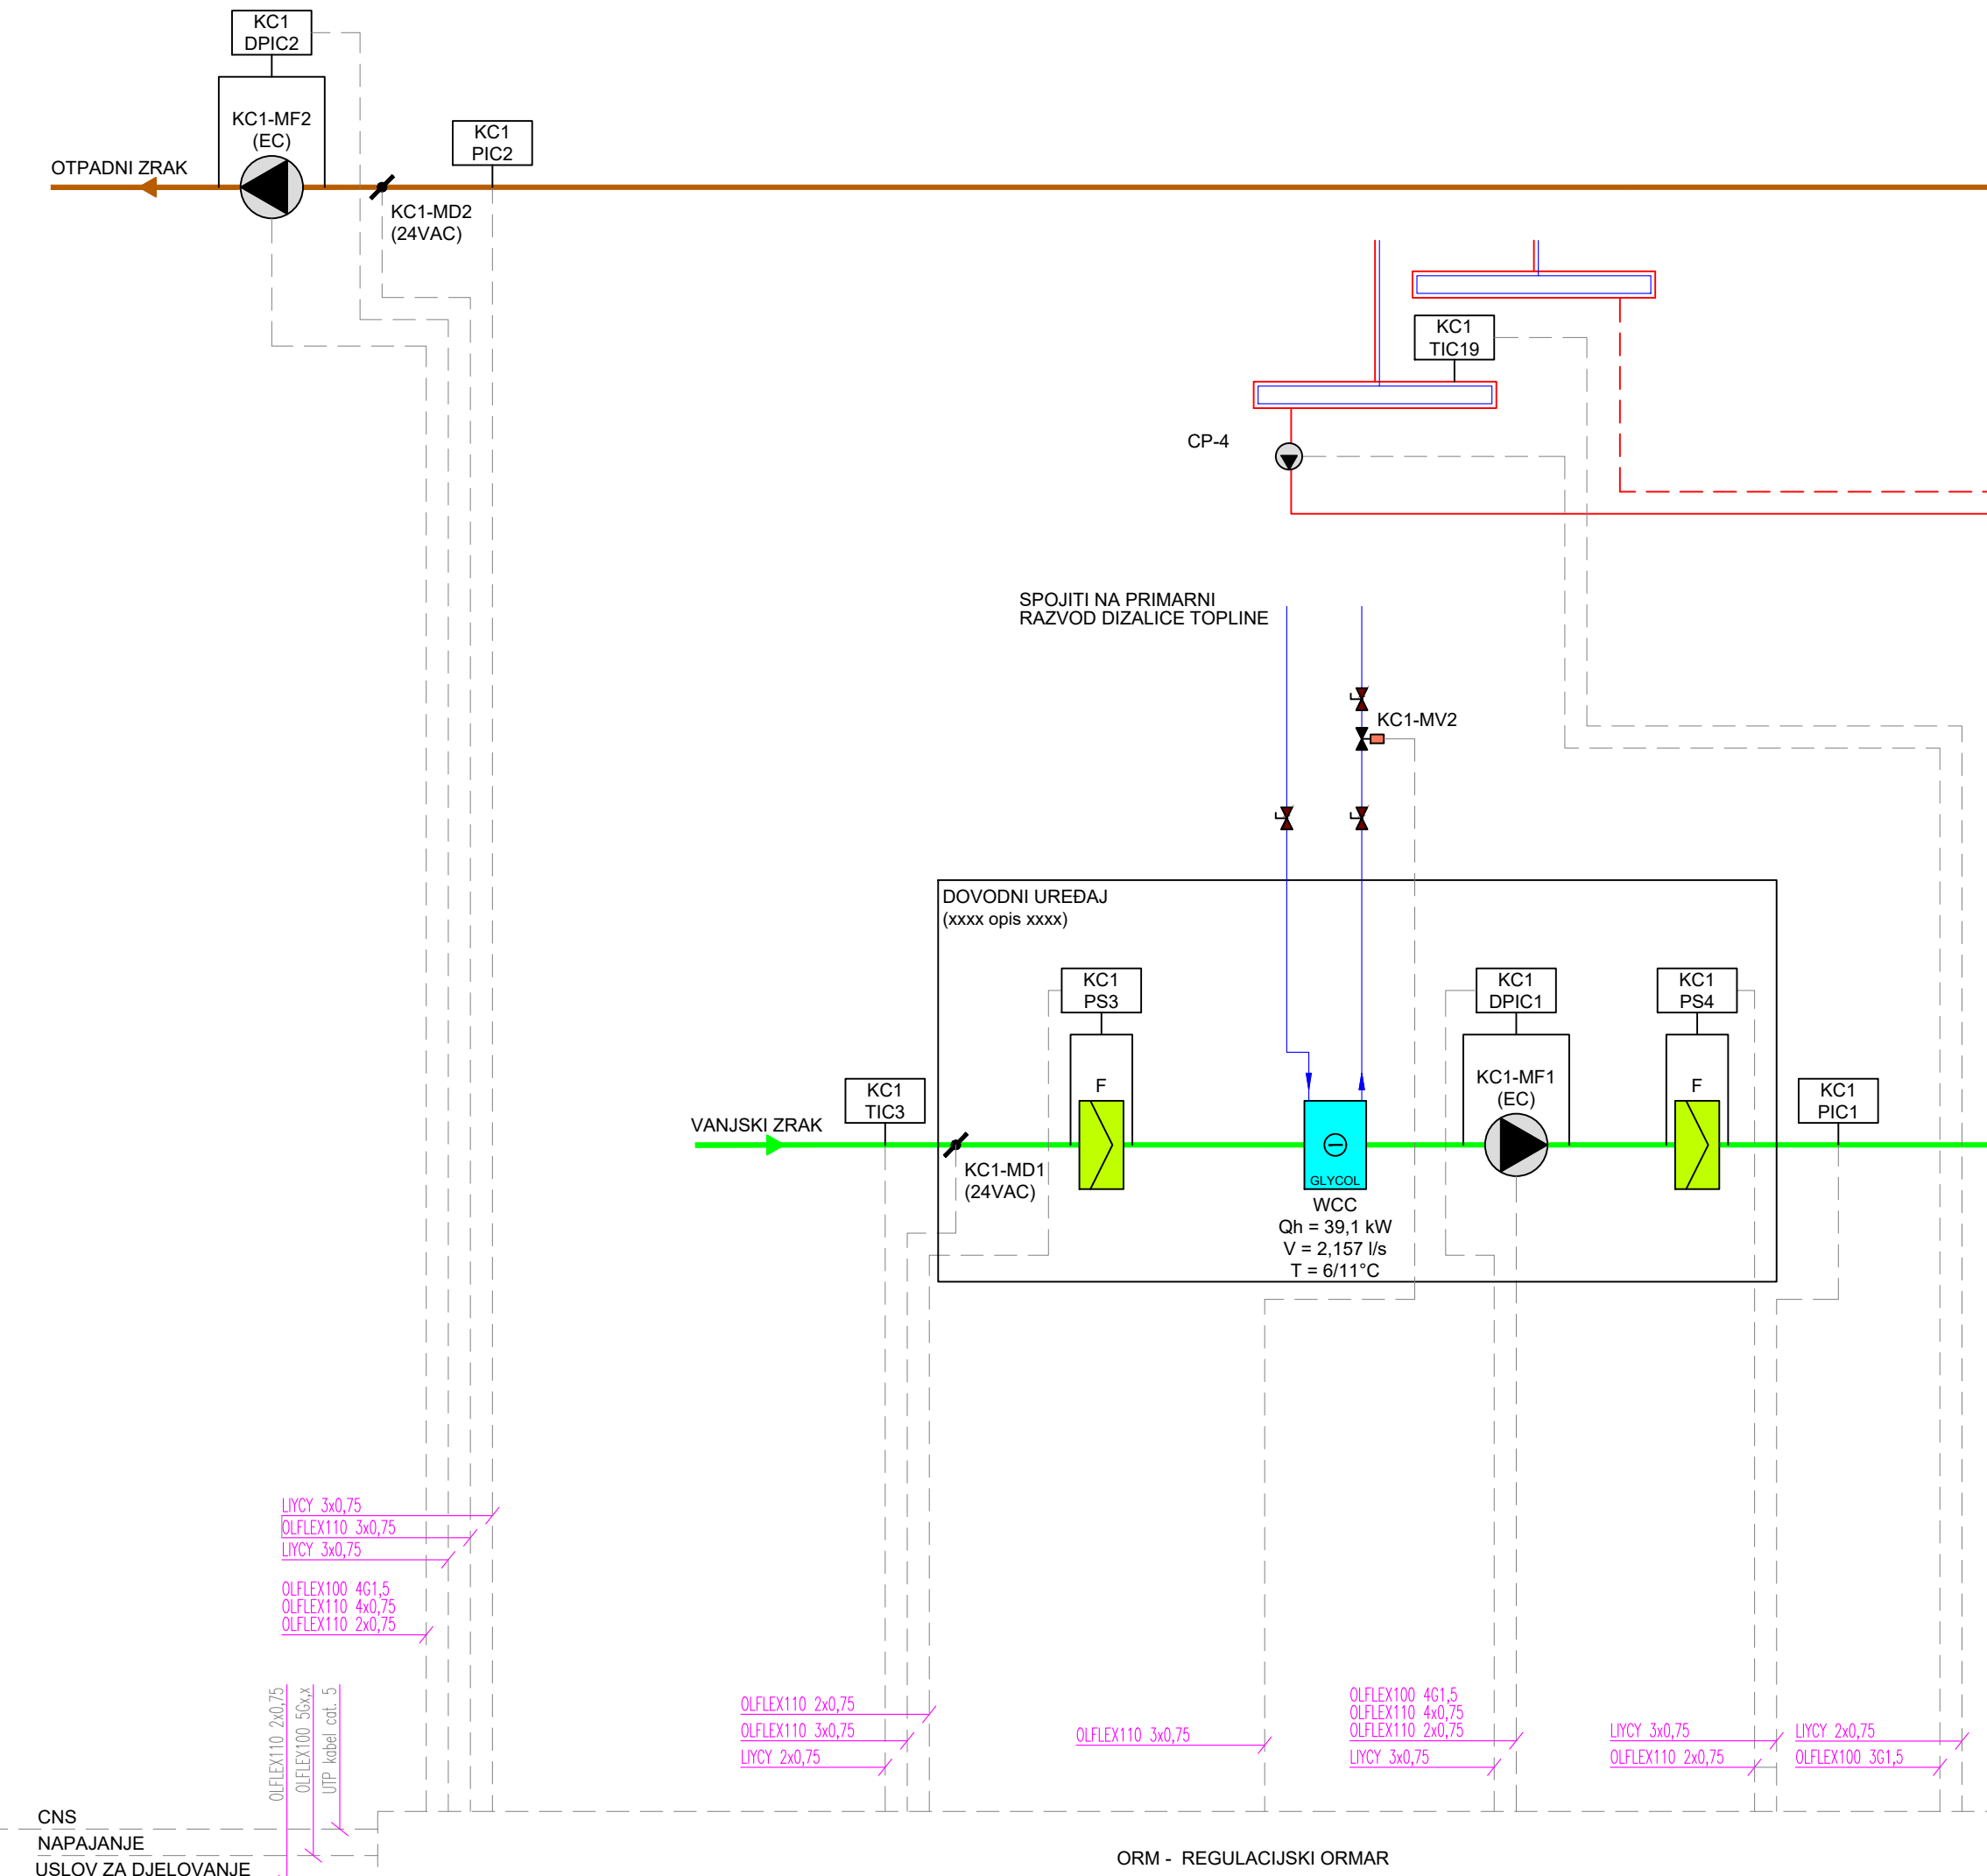 KC1
DPIC2
KC1-MF2
(EC)
KC1
PIC2
OTPADNI ZRAK
KC1-MD2
(24VAC)
KC1
TIC19
CP-4
SPOJITI NA PRIMARNI
RAZVOD DIZALICE TOPLINE
KC1-MV2
DOVODNI UREĐAJ
(xxxx opis xxxx)
KC1
PS3
KC1
DPIC1
KC1
PS4
F
KC1-MF1
(EC)
F
KC1
TIC3
KC1
PIC1
VANJSKI ZRAK
KC1-MD1
(24VAC)
GLYCOL
WCC
Qh = 39,1 kW
V = 2,157 l/s
T = 6/11°C
LIYCY 3x0,75
OLFLEX110 3x0,75
LIYCY 3x0,75
OLFLEX100 4G1,5
OLFLEX110 4x0,75
OLFLEX110 2x0,75
OLFLEX110 2x0,75
OLFLEX100 5Gx,x
UTP kabel cat. 5
OLFLEX110 2x0,75
OLFLEX110 3x0,75
LIYCY 2x0,75
OLFLEX110 3x0,75
OLFLEX100 4G1,5
OLFLEX110 4x0,75
OLFLEX110 2x0,75
LIYCY 3x0,75
LIYCY 3x0,75
OLFLEX110 2x0,75
LIYCY 2x0,75
OLFLEX100 3G1,5
CNS
NAPAJANJE
USLOV ZA DJELOVANJE
ORM - REGULACIJSKI ORMAR